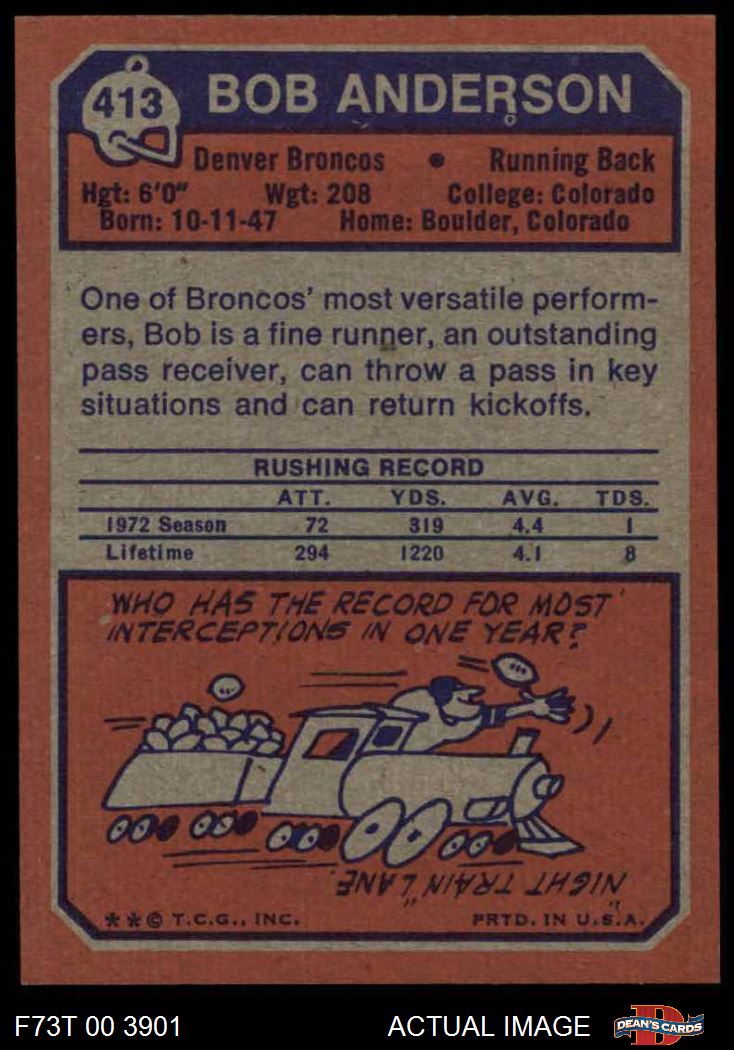 413
BOB ANDERSON
Denver Broncos • Running Back
Hgt: 6'0" Wgt: 208 College: Colorado
Born: 10-11-47 Home: Boulder, Colorado
One of Broncos' most versatile perform-
ers, Bob is a fine runner, an outstanding
pass receiver, can throw a pass in key
situations and can return kickoffs.
RUSHING RECORD
ATT. YDS. AVG. TDS.
1972 Season 72 319 4.4 1
Lifetime 294 1220 4.1 8
WHO HAS THE RECORD FOR MOST
INTERCEPTIONS IN ONE YEAR?
"NIGHT TRAIN" LANE.
**© T.C.G., INC. PRTD. IN U.S.A.
F73T 00 3901 ACTUAL IMAGE
D
DEAN'S CARDS